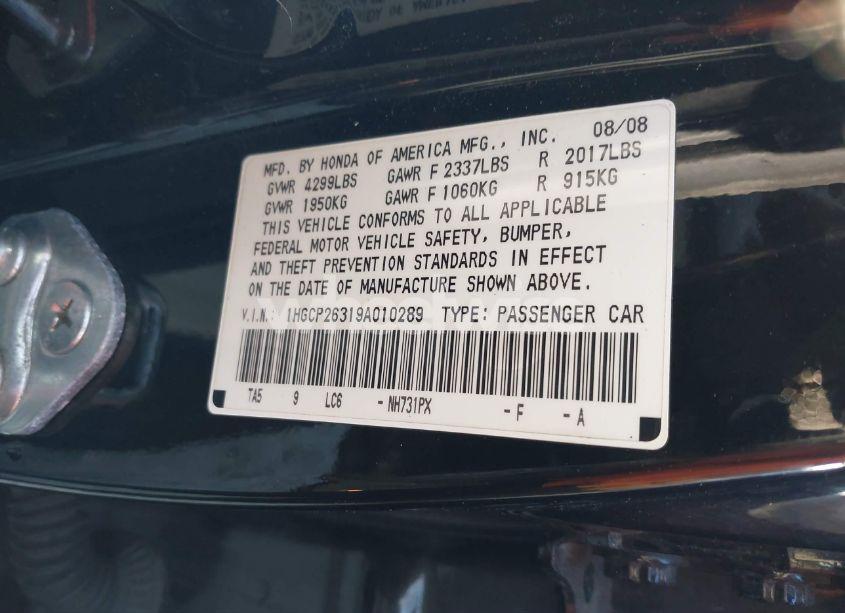 MFD. BY HONDA OF AMERICA MFG., INC. 08/08
GVWR 4299LBS GAWR F 2337LBS R 2017LBS
GVWR 1950KG GAWR F 1060KG R 915KG
THIS VEHICLE CONFORMS TO ALL APPLICABLE
FEDERAL MOTOR VEHICLE SAFETY, BUMPER,
AND THEFT PREVENTION STANDARDS IN EFFECT
ON THE DATE OF MANUFACTURE SHOWN ABOVE.
V.I.N.: 1HGCP26319A010289 TYPE: PASSENGER CAR
TA5 9 LC6 - NH731PX - F - A